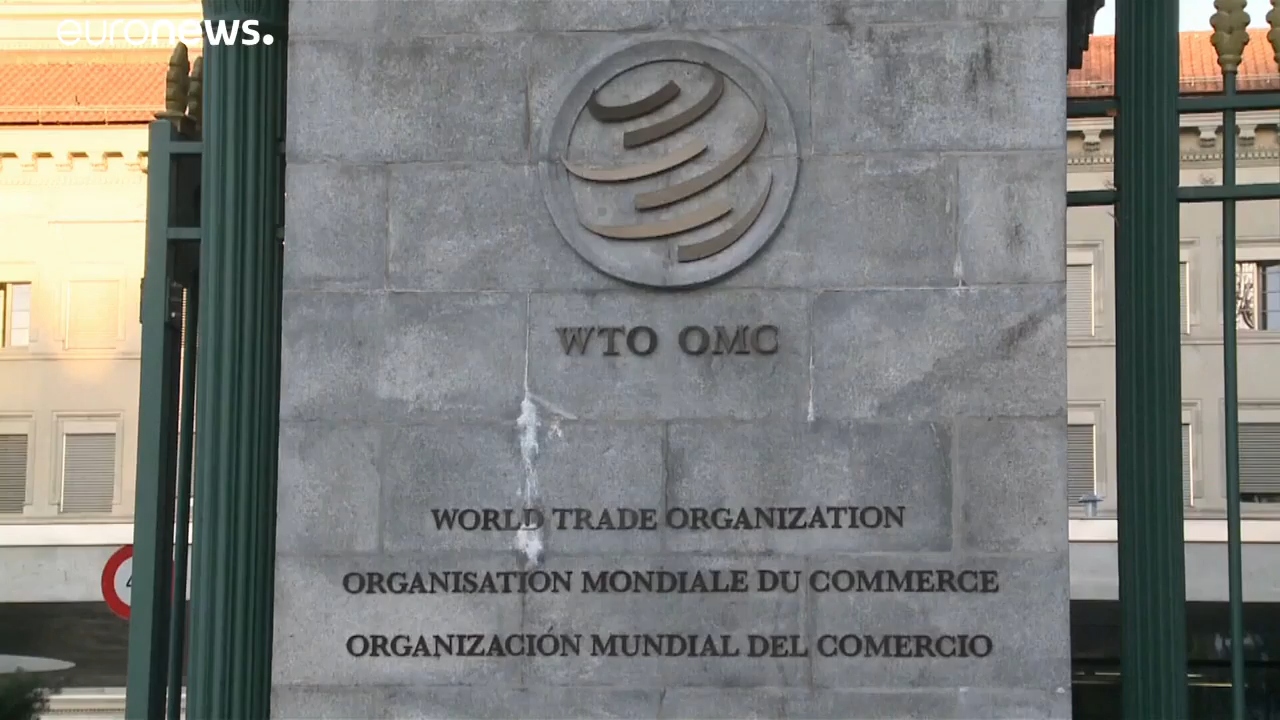 euronews.
WTO OMC
WORLD TRADE ORGANIZATION
ORGANISATION MONDIALE DU COMMERCE
ORGANIZACIÓN MUNDIAL DEL COMERCIO